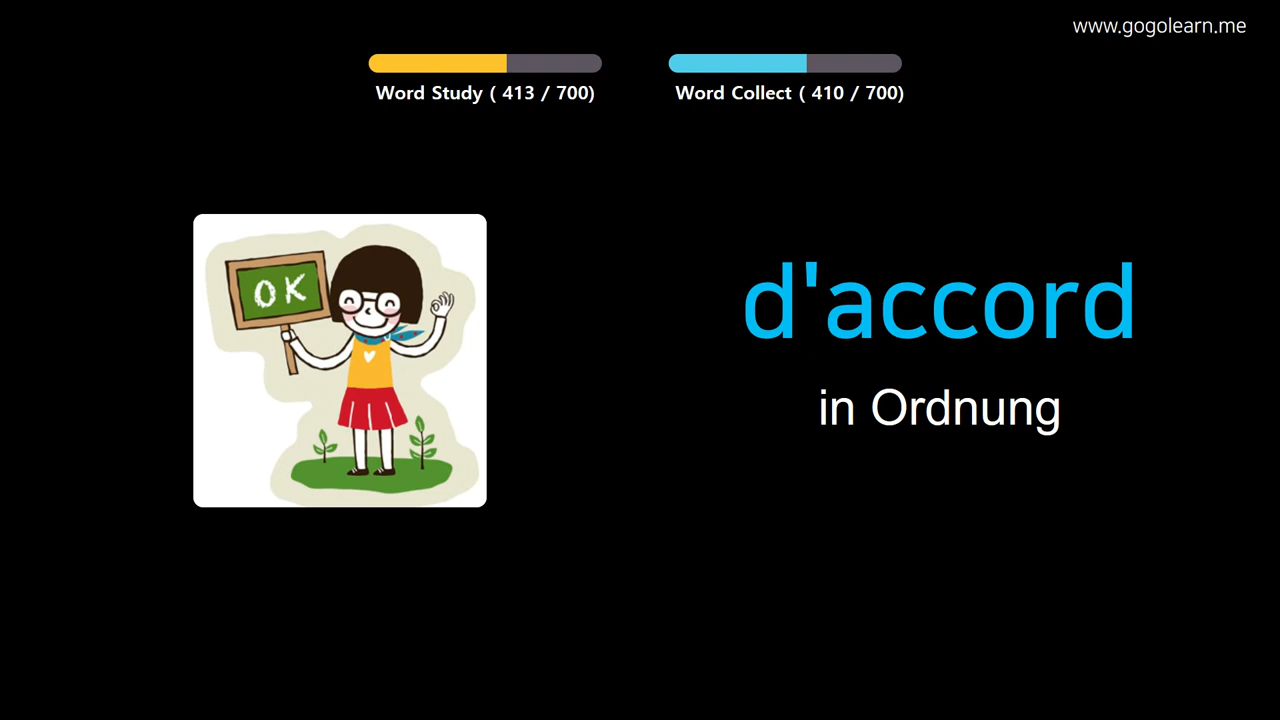 www.gogolearn.me
Word Study ( 413 / 700)
Word Collect ( 410 / 700)
OK
d'accord
in Ordnung